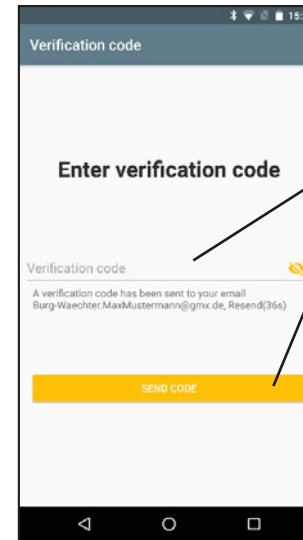 15:
Verification code
Enter verification code
Verification code
A verification code has been sent to your email
Burg-Waechter.MaxMustermann@gmx.de, Resend(36s)
SEND CODE